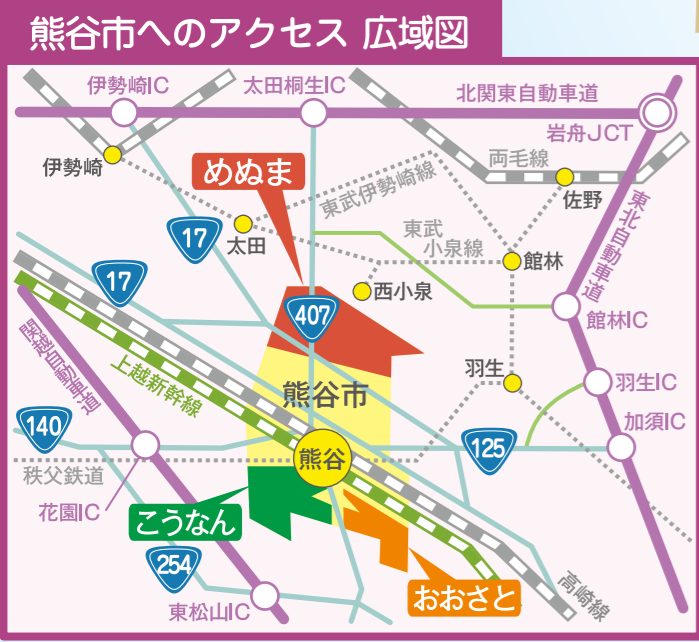 熊谷市へのアクセス 広域図
伊勢崎IC
太田桐生IC
北関東自動車道
岩舟JCT
伊勢崎
めぬま
東武伊勢崎線
両毛線
佐野
17
太田
東武
小泉線
館林
東北自動車道
17
西小泉
407
館林IC
関越自動車道
上越新幹線
熊谷市
羽生
羽生IC
140
加須IC
125
熊谷
秩父鉄道
花園IC
こうなん
254
おおさと
高崎線
東松山IC